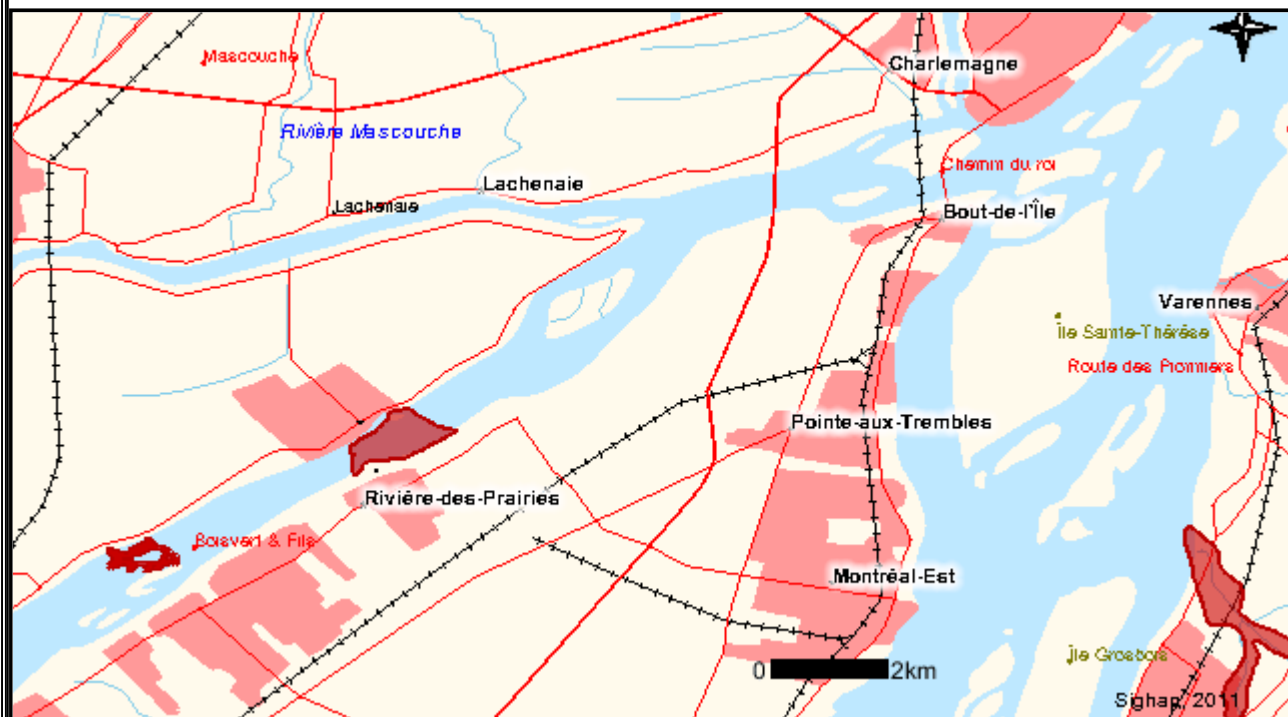 Mascouche
Charlemagne
Rivière Mascouche
Chemin du roi
Lachenaie
Lachenaie
Bout-de-l'Île
Varennes
Île Sainte-Thérèse
Route des Pionniers
Pointe-aux-Trembles
Rivière-des-Prairies
Boisvert & Fils
Montréal-Est
Île Grosbois
0 2km
Sighap, 2011